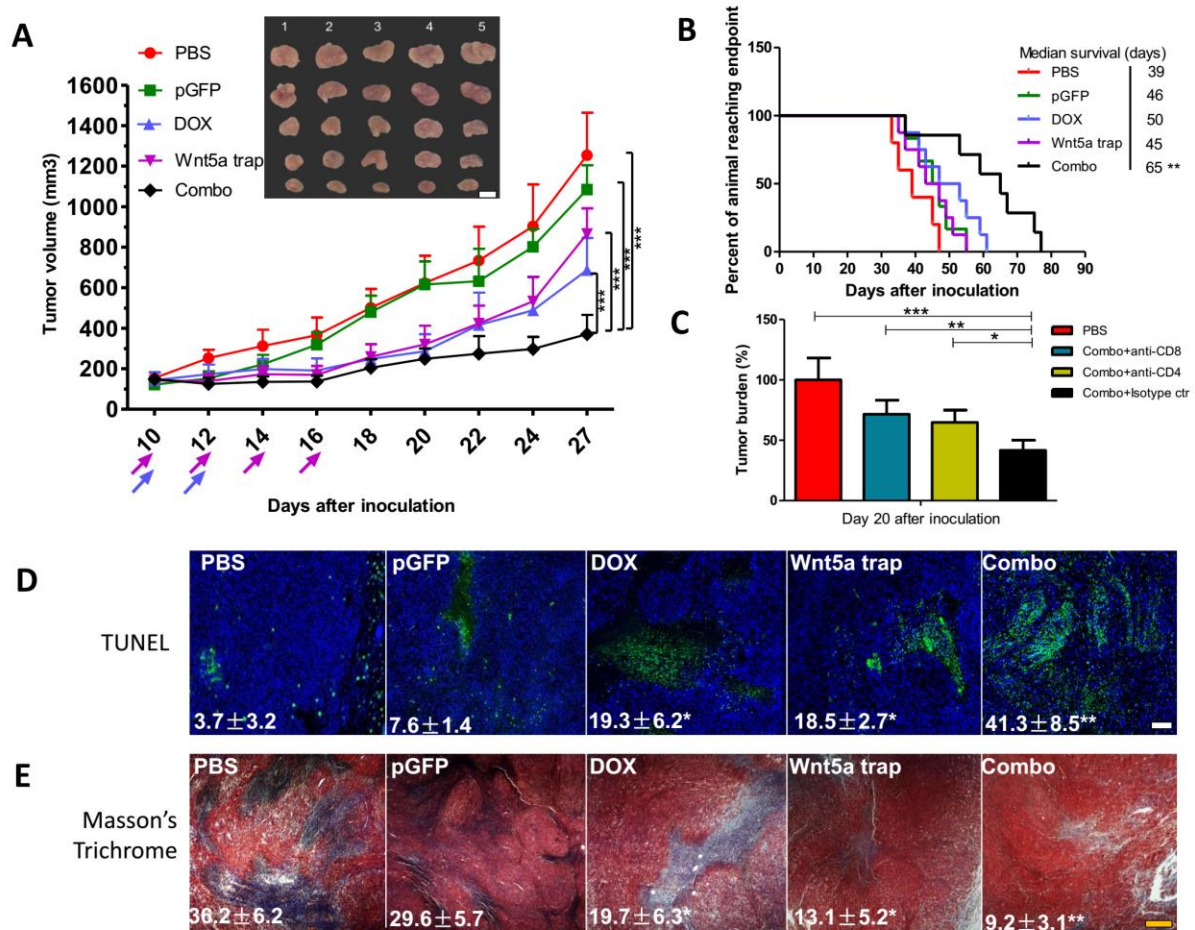 A
PBS
pGFP
DOX
Wnt5a trap
Combo
1 2 3 4 5
Tumor volume (mm3)
1600
1400
1200
1000
800
600
400
200
0
10 12 14 16 18 20 22 24 27
Days after inoculation
***
***
***
***
B
Percent of animal reaching endpoint
150
100
50
0
0 10 20 30 40 50 60 70 80 90
Days after inoculation
Median survival (days)
PBS 39
pGFP 46
DOX 50
Wnt5a trap 45
Combo 65 **
C
Tumor burden (%)
150
100
50
0
***
**
*
Day 20 after inoculation
PBS
Combo+anti-CD8
Combo+anti-CD4
Combo+Isotype ctr
D
TUNEL
PBS pGFP DOX Wnt5a trap Combo
3.7±3.2 7.6±1.4 19.3±6.2* 18.5±2.7* 41.3±8.5**
E
Masson's
Trichrome
PBS pGFP DOX Wnt5a trap Combo
36.2±6.2 29.6±5.7 19.7±6.3* 13.1±5.2* 9.2±3.1**